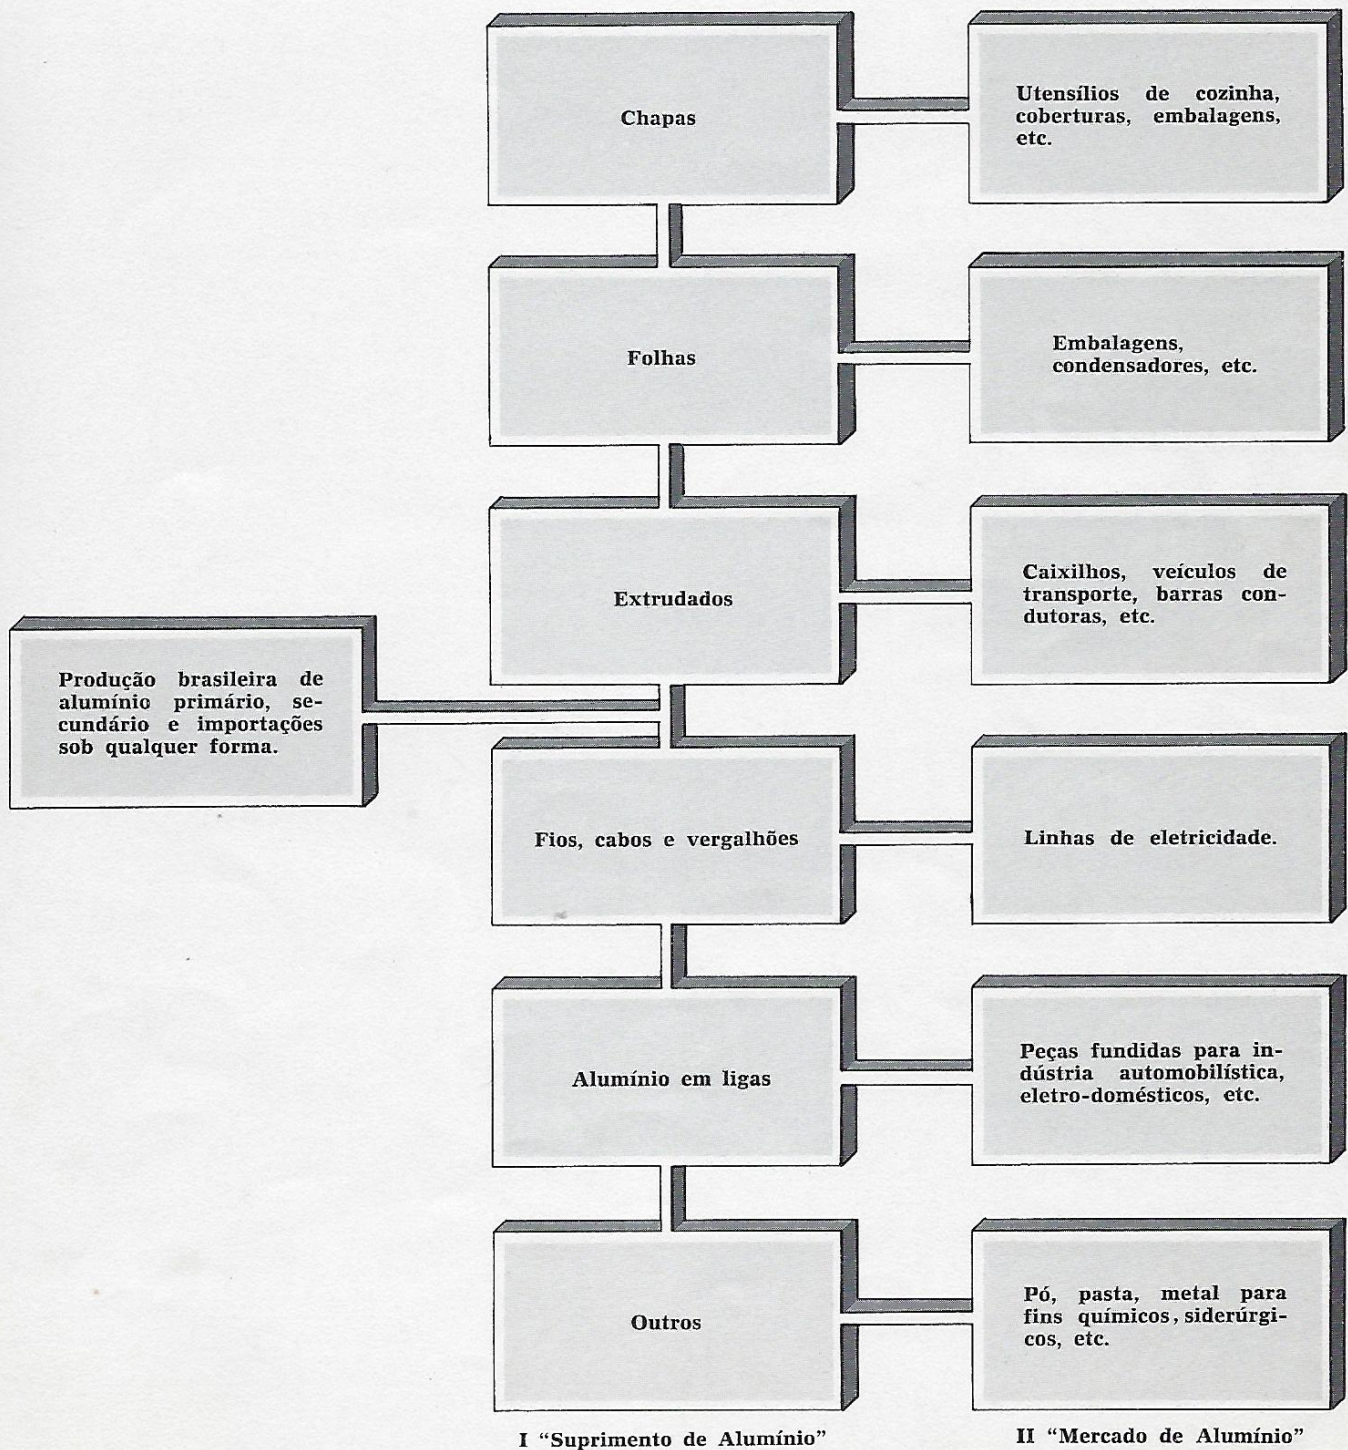 Chapas
Utensílios de cozinha,
coberturas, embalagens,
etc.
Folhas
Embalagens,
condensadores, etc.
Extrudados
Caixilhos, veículos de
transporte, barras con-
dutoras, etc.
Produção brasileira de
alumínio primário, se-
cundário e importações
sob qualquer forma.
Fios, cabos e vergalhões
Linhas de eletricidade.
Alumínio em ligas
Peças fundidas para in-
dústria automobilística,
eletro-domésticos, etc.
Outros
Pó, pasta, metal para
fins químicos, siderúrgi-
cos, etc.
I “Suprimento de Alumínio”
II “Mercado de Alumínio”